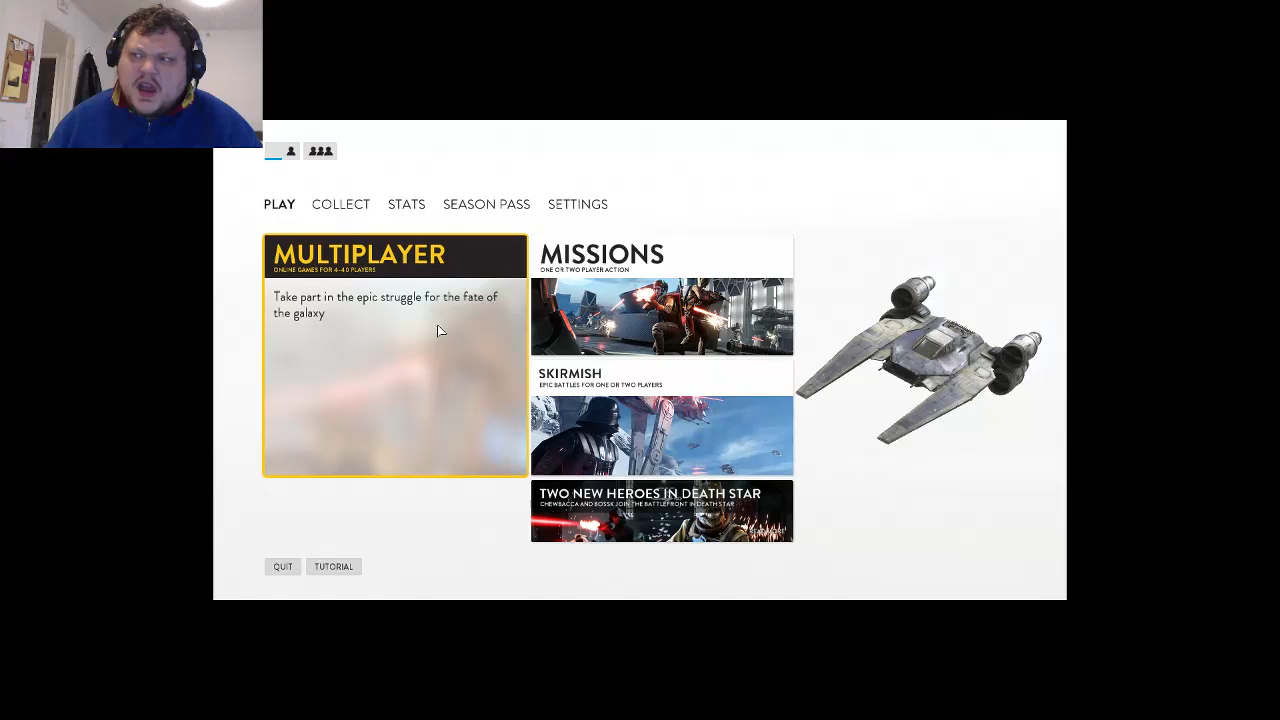 PLAY COLLECT STATS SEASON PASS SETTINGS
MULTIPLAYER
ONLINE GAMES FOR 4-40 PLAYERS
Take part in the epic struggle for the fate of
the galaxy
MISSIONS
ONE OR TWO PLAYER ACTION
SKIRMISH
EPIC BATTLES FOR ONE OR TWO PLAYERS
TWO NEW HEROES IN DEATH STAR
CHEWBACCA AND BOSSK JOIN THE BATTLEFRONT IN DEATH STAR
QUIT TUTORIAL